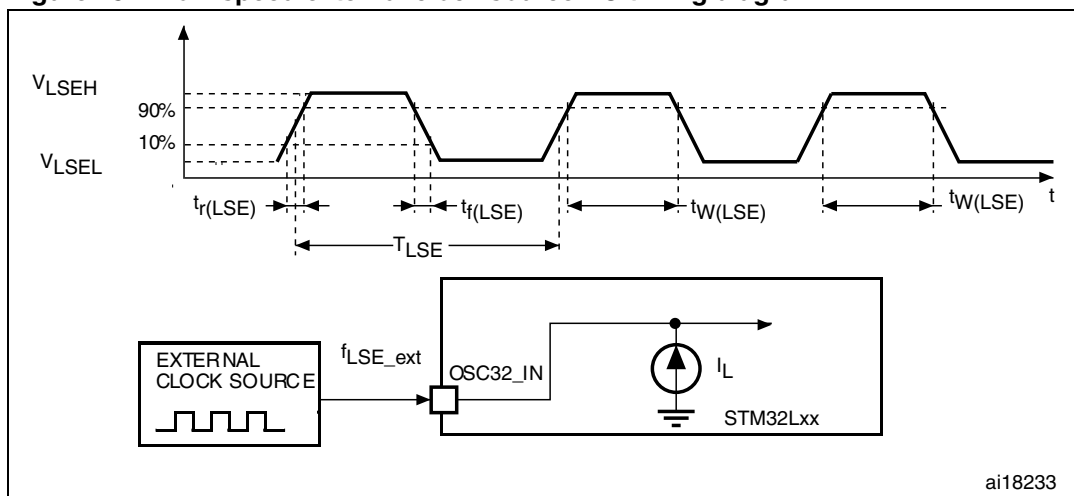 V_LSEH
90%
10%
V_LSEL
t_r(LSE)
t_f(LSE)
t_W(LSE)
t_W(LSE)
t
T_LSE
EXTERNAL
CLOCK SOURCE
f_LSE_ext
OSC32_IN
I_L
STM32Lxx
ai18233